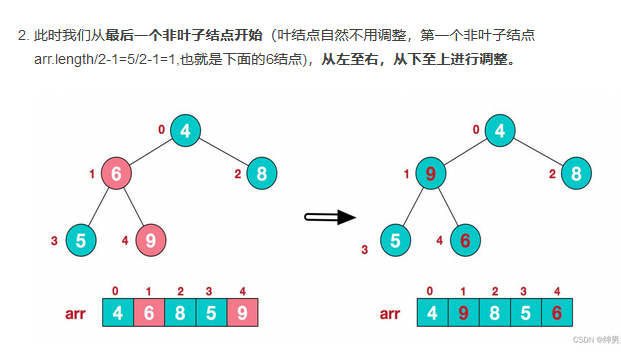 2. 此时我们从最后一个非叶子结点开始（叶结点自然不用调整，第一个非叶子结点
arr.length/2-1=5/2-1=1,也就是下面的6结点)，从左至右，从下至上进行调整。
0 4
0 4
1 6
2 8
1 9
2 8
3 5
4 9
3 5
4 6
0 1 2 3 4
arr 4 6 8 5 9
0 1 2 3 4
arr 4 9 8 5 6
CSDN